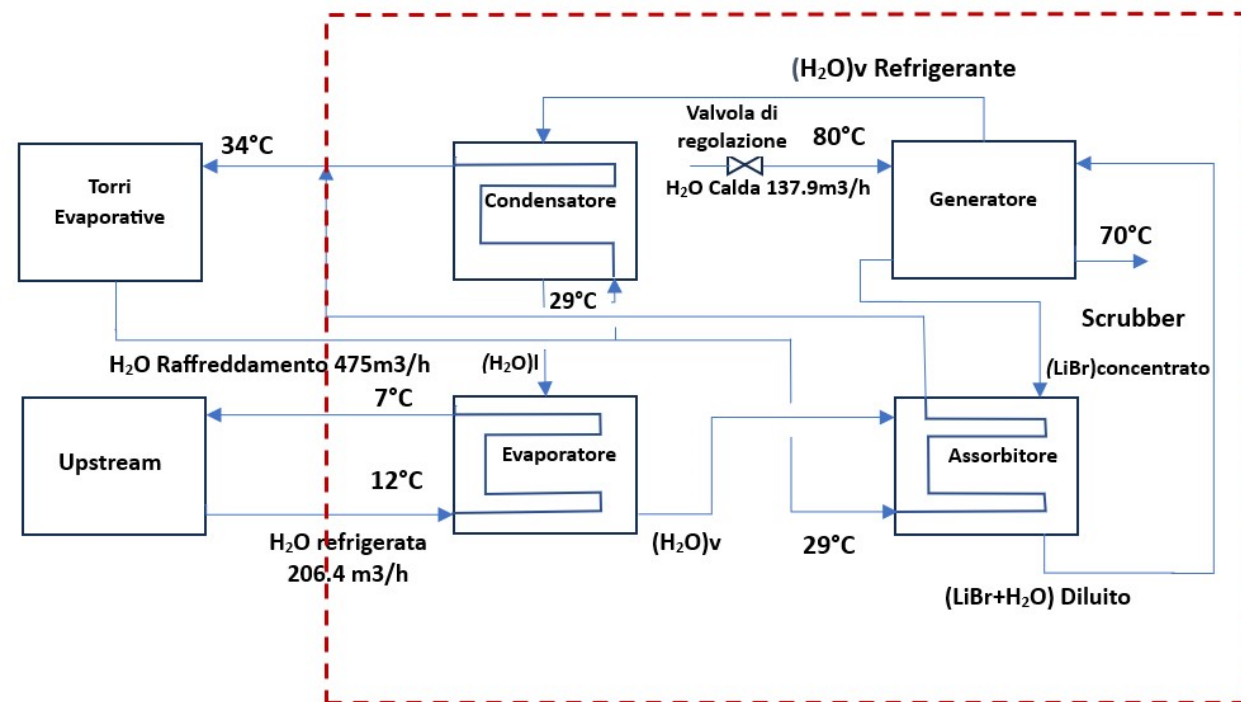 (H₂O)v Refrigerante
Valvola di
regolazione
80°C
34°C
H₂O Calda 137.9m3/h
Torri
Evaporative
Condensatore
Generatore
70°C
29°C
Scrubber
H₂O Raffreddamento 475m3/h
(H₂O)l
(LiBr)concentrato
7°C
Upstream
Evaporatore
Assorbitore
12°C
H₂O refrigerata
206.4 m3/h
(H₂O)v
29°C
(LiBr+H₂O) Diluito